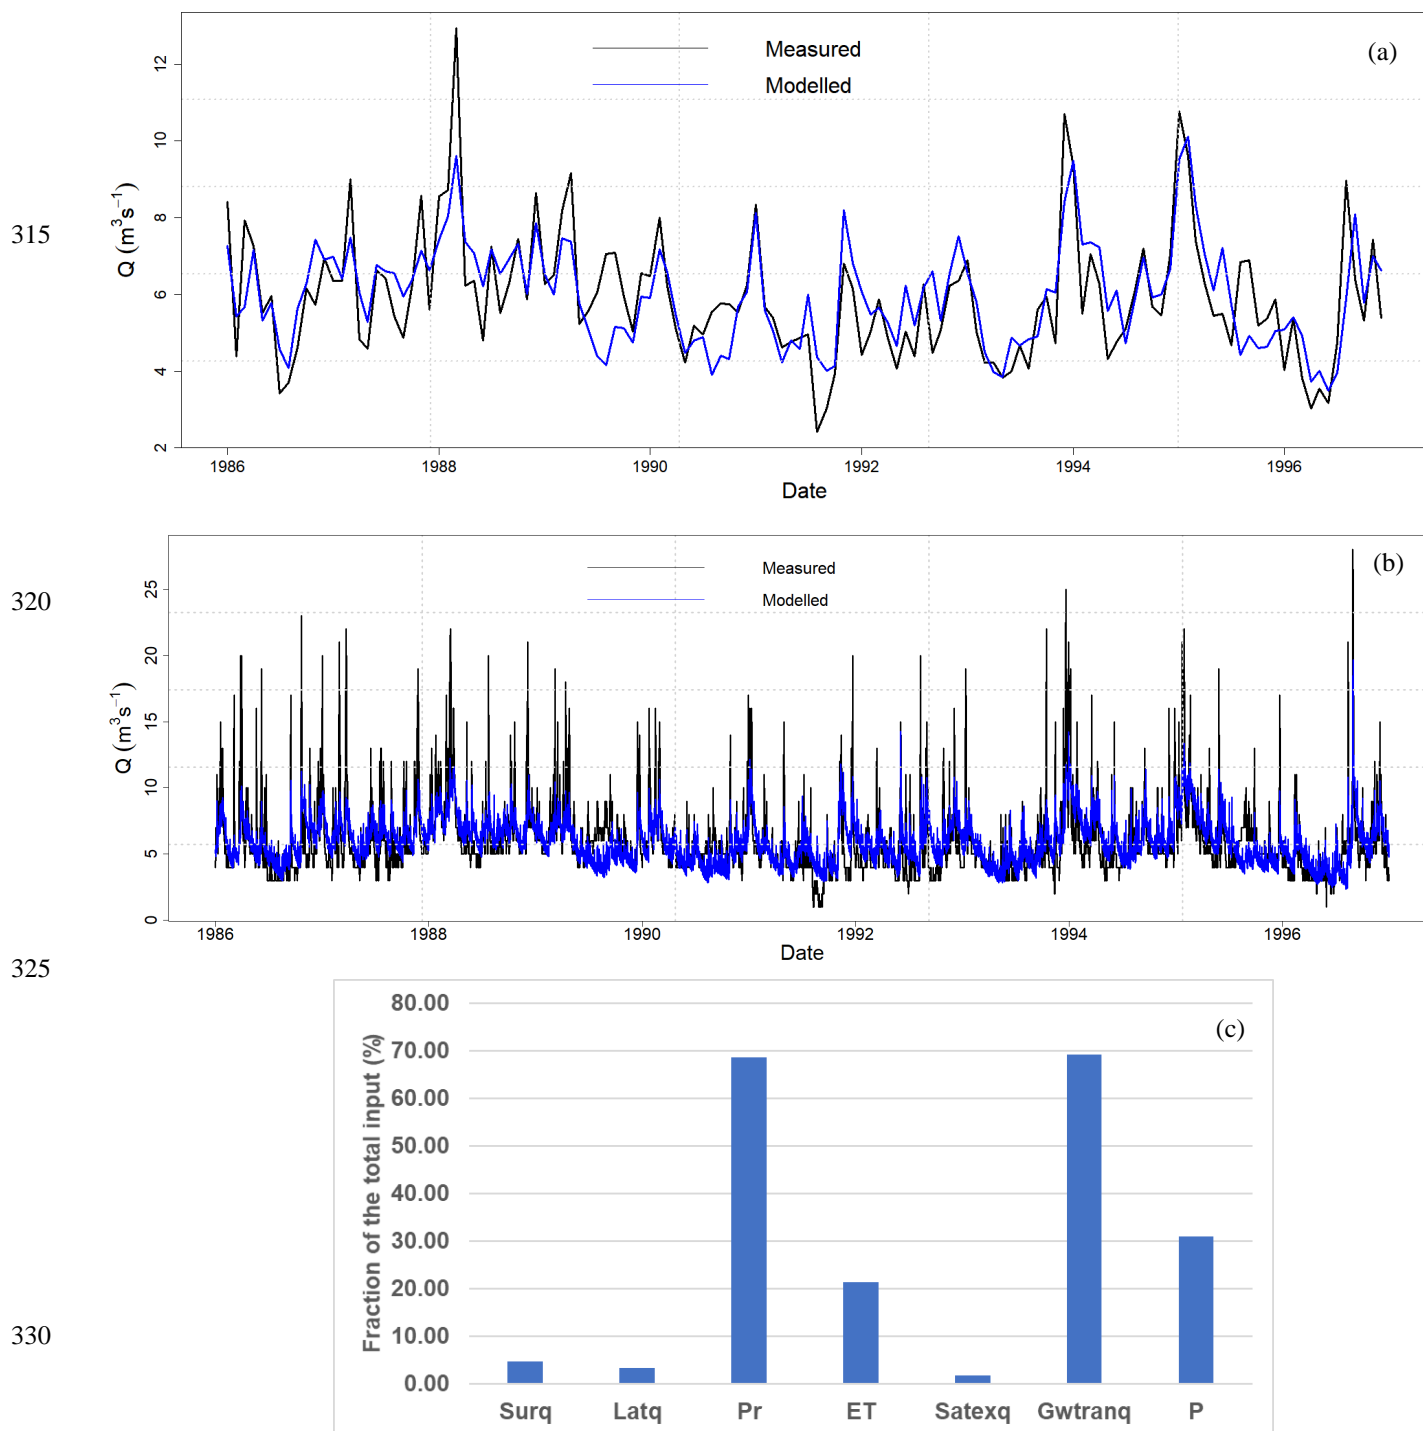 Measured
(a)
Modelled
12
10
8
6
4
2
Q (m³s⁻¹)
315
1986
1988
1990
1992
1994
1996
Date
Measured
(b)
Modelled
25
20
15
10
5
0
Q (m³s⁻¹)
320
1986
1988
1990
1992
1994
1996
Date
325
(c)
80.00
70.00
60.00
50.00
40.00
30.00
20.00
10.00
0.00
Fraction of the total input (%)
330
Surq
Latq
Pr
ET
Satexq
Gwtranq
P